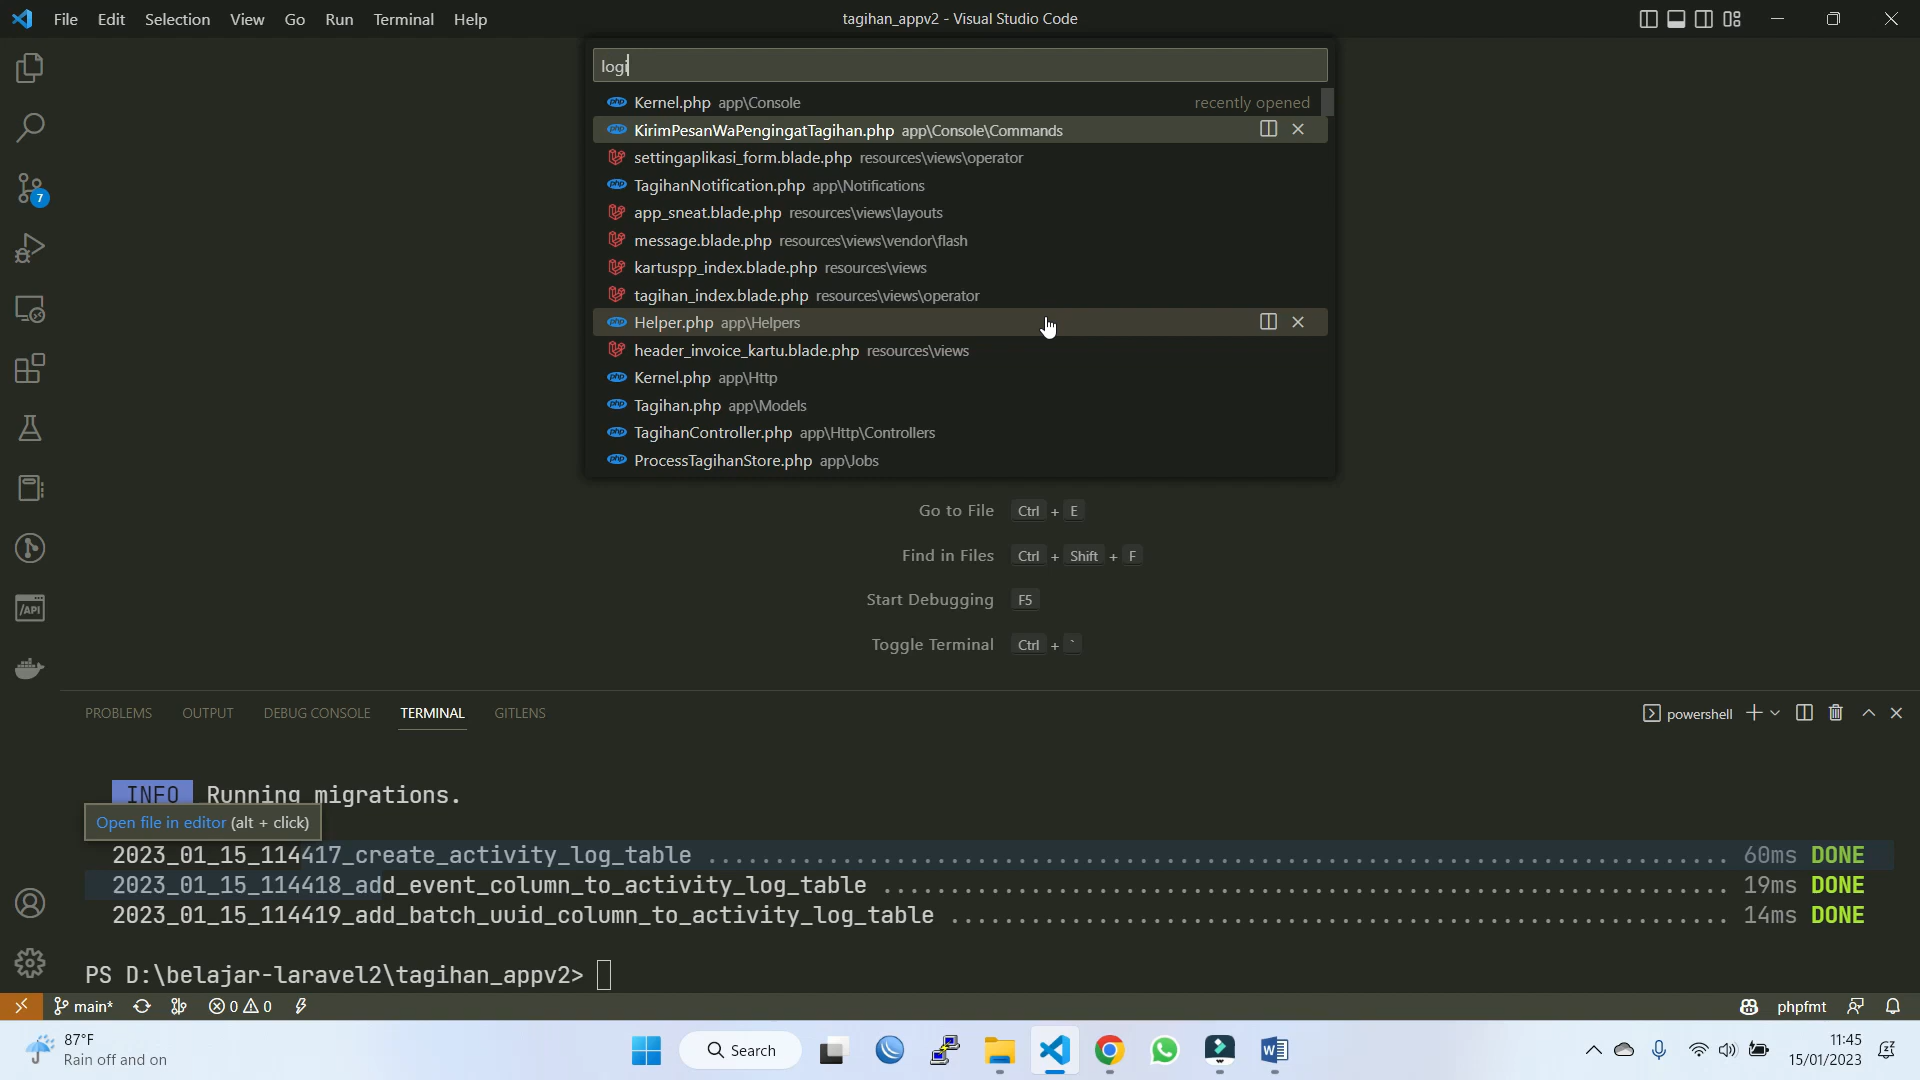 File Edit Selection View Go Run Terminal Help
tagihan_appv2 - Visual Studio Code
logi
Kernel.php app\Console recently opened
KirimPesanWaPengingatTagihan.php app\Console\Commands
settingaplikasi_form.blade.php resources\views\operator
TagihanNotification.php app\Notifications
app_sneat.blade.php resources\views\layouts
message.blade.php resources\views\vendor\flash
kartuspp_index.blade.php resources\views
tagihan_index.blade.php resources\views\operator
Helper.php app\Helpers
header_invoice_kartu.blade.php resources\views
Kernel.php app\Http
Tagihan.php app\Models
TagihanController.php app\Http\Controllers
ProcessTagihanStore.php app\Jobs
7
Go to File Ctrl + E
Find in Files Ctrl + Shift + F
Start Debugging F5
Toggle Terminal Ctrl + `
/API
PROBLEMS OUTPUT DEBUG CONSOLE TERMINAL GITLENS
powershell
INFO Running migrations.
Open file in editor (alt + click)
2023_01_15_114417_create_activity_log_table ........ 60ms DONE
2023_01_15_114418_add_event_column_to_activity_log_table ........ 19ms DONE
2023_01_15_114419_add_batch_uuid_column_to_activity_log_table ........ 14ms DONE
PS D:\belajar-laravel2\tagihan_appv2>
main* 0 0
phpfmt
87°F
Rain off and on
Search
11:45
15/01/2023